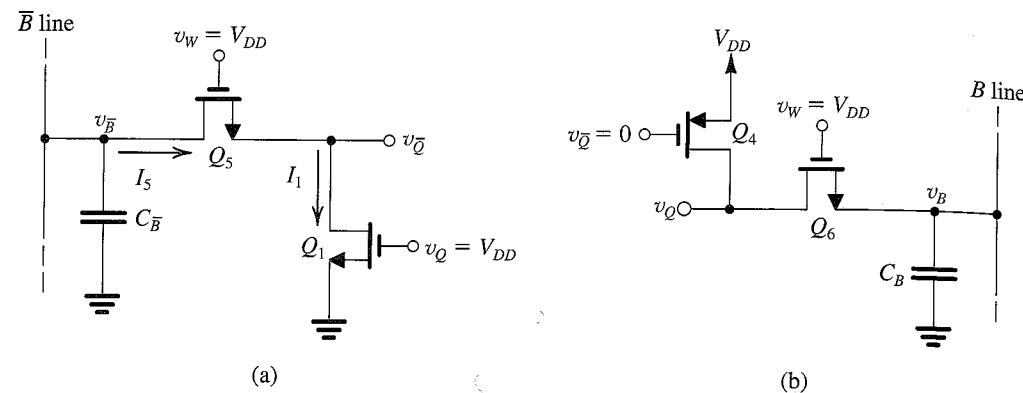 B̅ line
v_W = V_DD
v_B̅
Q_5
v_Q̅
I_5
I_1
C_B̅
Q_1
v_Q = V_DD
(a)
V_DD
B line
v_W = V_DD
v_Q̅ = 0
Q_4
v_Q
v_B
Q_6
C_B
(b)